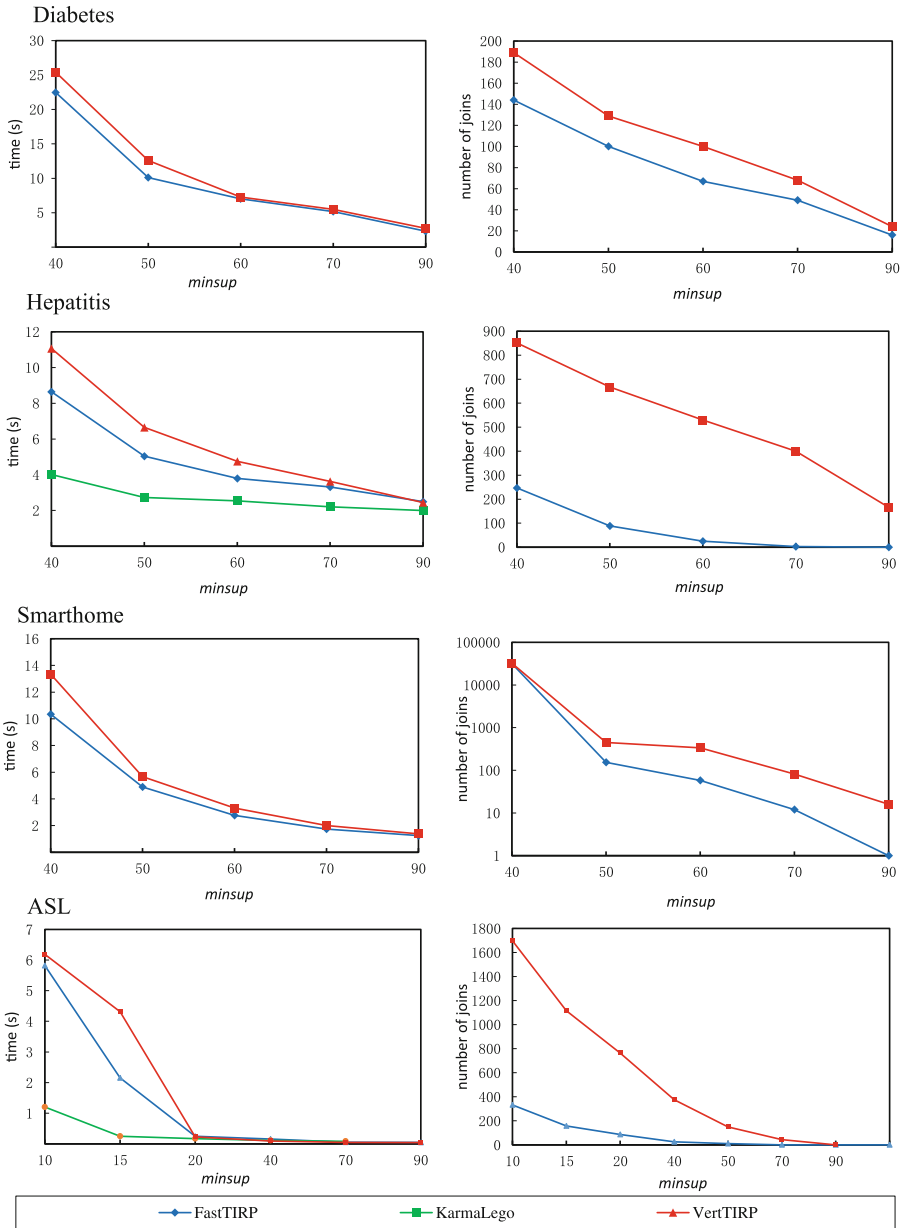 Diabetes
time (s)
30
25
20
15
10
5
40 50 60 70 90
minsup
number of joins
200
180
160
140
120
100
80
60
40
20
0
40 50 60 70 90
minsup
Hepatitis
time (s)
12
10
8
6
4
2
40 50 60 70 90
minsup
number of joins
900
800
700
600
500
400
300
200
100
0
40 50 60 70 90
minsup
Smarthome
time (s)
16
14
12
10
8
6
4
2
40 50 60 70 90
minsup
number of joins
100000
10000
1000
100
10
1
40 50 60 70 90
minsup
ASL
time (s)
7
6
5
4
3
2
1
10 15 20 40 70 90
minsup
number of joins
1800
1600
1400
1200
1000
800
600
400
200
0
10 15 20 40 50 70 90
minsup
FastTIRP KarmaLego VertTIRP